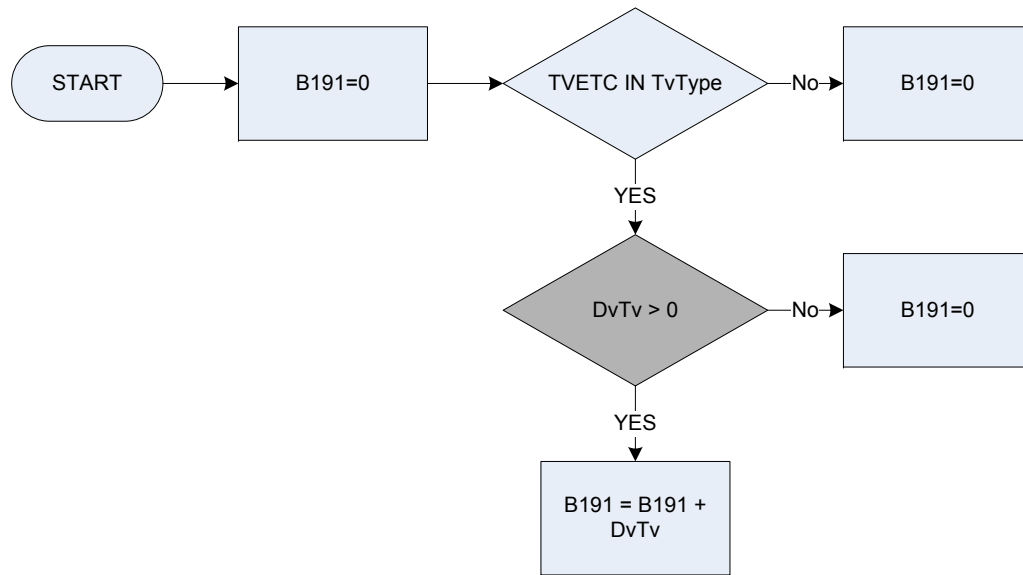 START
B191=0
TVETC IN TvType
No
B191=0
YES
DvTv > 0
No
B191=0
YES
B191 = B191 +
DvTv